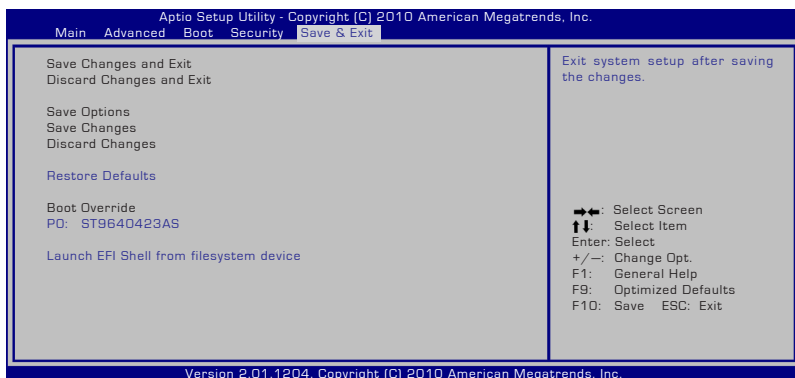 Aptio Setup Utility - Copyright (C) 2010 American Megatrends, Inc.
Main Advanced Boot Security Save & Exit
Save Changes and Exit
Discard Changes and Exit
Save Options
Save Changes
Discard Changes
Restore Defaults
Boot Override
P0: ST9640423AS
Launch EFI Shell from filesystem device
Exit system setup after saving
the changes.
→←: Select Screen
↑↓: Select Item
Enter: Select
+/—: Change Opt.
F1: General Help
F9: Optimized Defaults
F10: Save ESC: Exit
Version 2.01.1204. Copyright (C) 2010 American Megatrends, Inc.